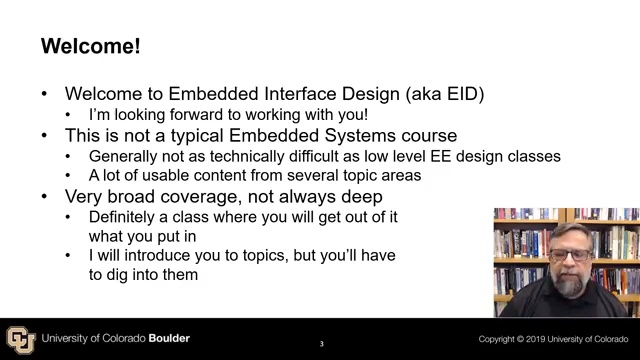 Welcome!
• Welcome to Embedded Interface Design (aka EID)
• I'm looking forward to working with you!
• This is not a typical Embedded Systems course
• Generally not as technically difficult as low level EE design classes
• A lot of usable content from several topic areas
• Very broad coverage, not always deep
• Definitely a class where you will get out of it
what you put in
• I will introduce you to topics, but you'll have
to dig into them
CU
University of Colorado Boulder
3
Copyright © 2019 University of Colorado